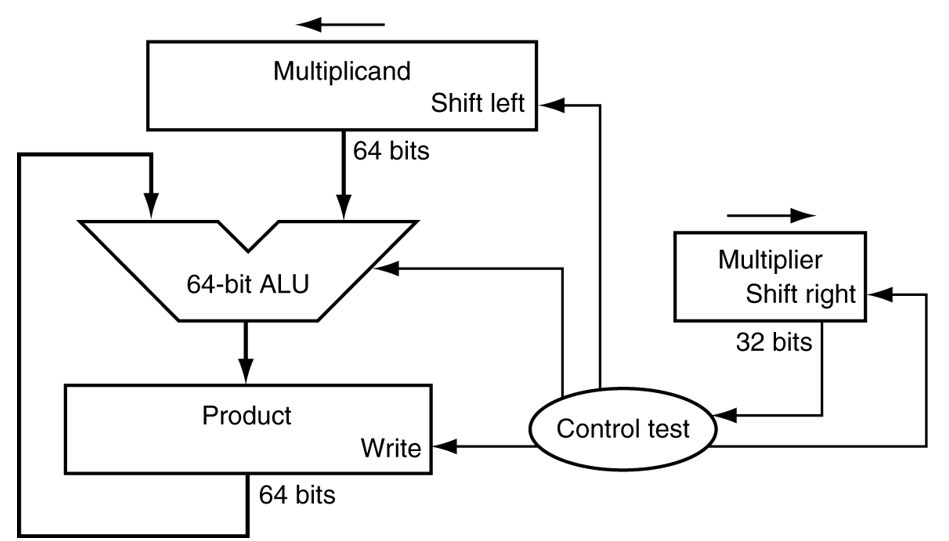 Multiplicand
Shift left
64 bits
Multiplier
Shift right
32 bits
64-bit ALU
Product
Write
64 bits
Control test